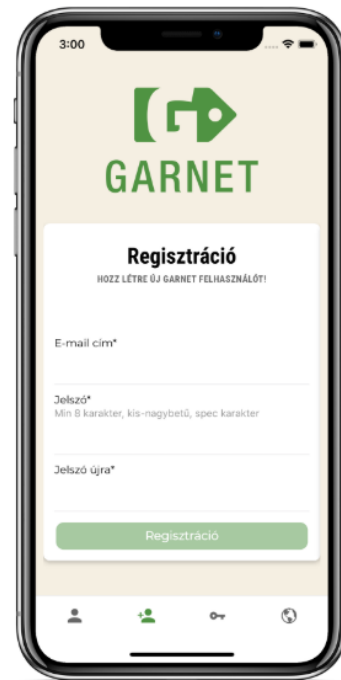 3:00
GARNET
Regisztráció
HOZZ LÉTRE ÚJ GARNET FELHASZNÁLÓT!
E-mail cím*
Jelszó*
Min 8 karakter, kis-nagybetű, spec karakter
Jelszó újra*
Regisztráció